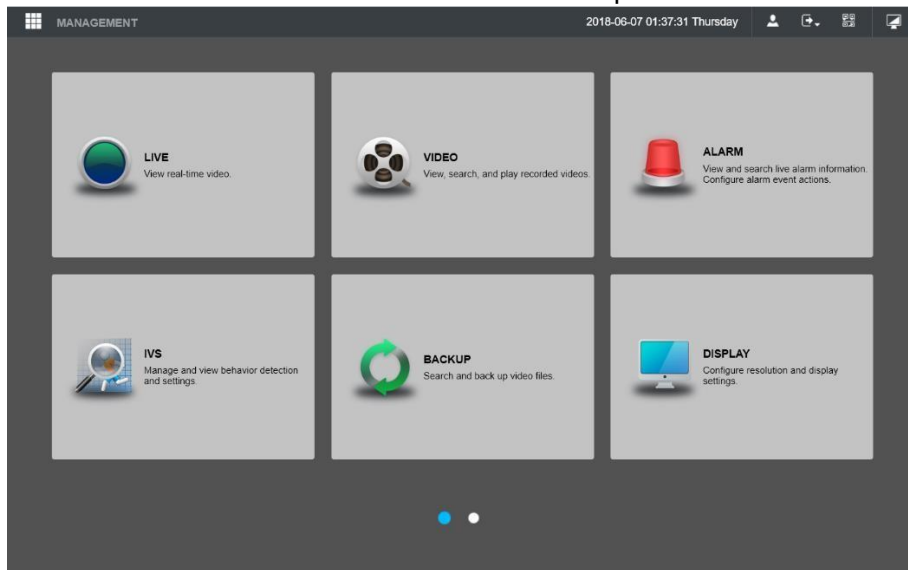 MANAGEMENT
2018-06-07 01:37:31 Thursday
LIVE
View real-time video.
VIDEO
View, search, and play recorded videos.
ALARM
View and search live alarm information.
Configure alarm event actions.
IVS
Manage and view behavior detection
and settings.
BACKUP
Search and back up video files.
DISPLAY
Configure resolution and display
settings.